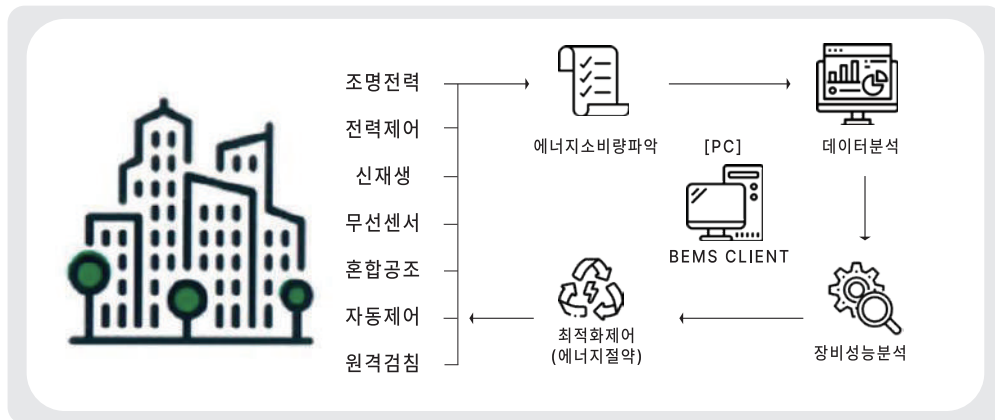 조명전력
전력제어
신재생
무선센서
혼합공조
자동제어
원격검침
에너지소비량파악
[PC]
BEMS CLIENT
데이터분석
장비성능분석
최적화제어
(에너지절약)